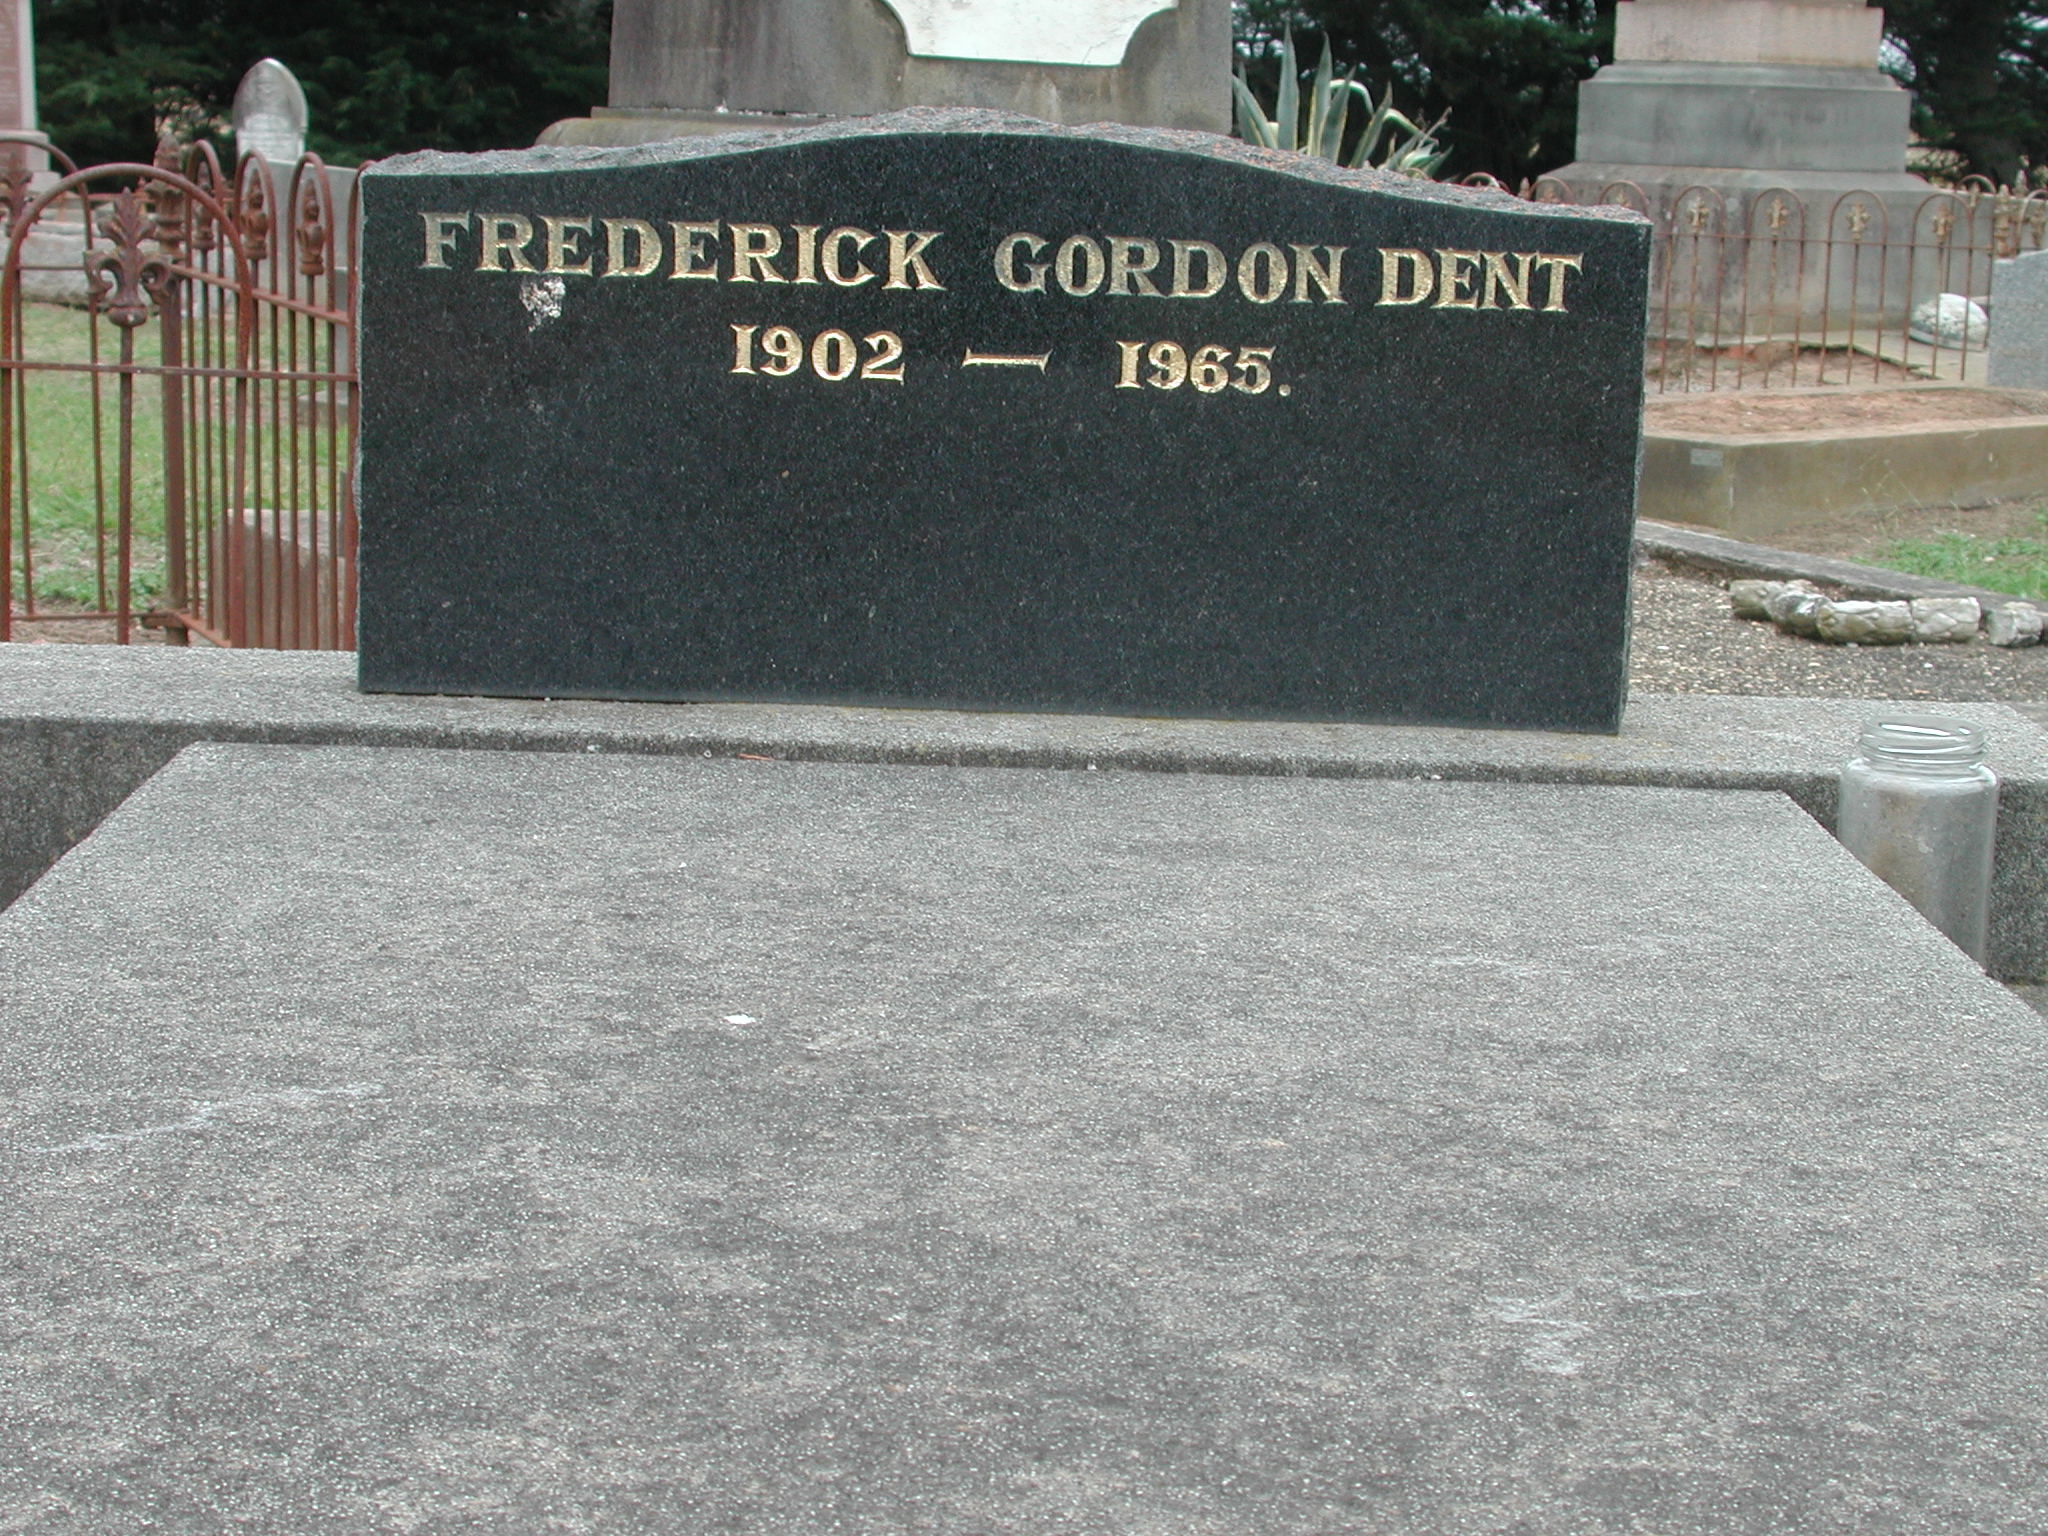 FREDERICK GORDON DENT
1902 — 1965.